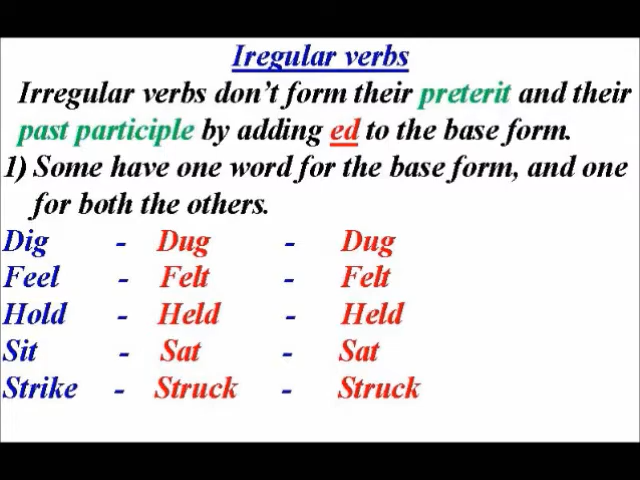 Iregular verbs
Irregular verbs don't form their preterit and their
past participle by adding ed to the base form.
1) Some have one word for the base form, and one
for both the others.
Dig - Dug - Dug
Feel - Felt - Felt
Hold - Held - Held
Sit - Sat - Sat
Strike - Struck - Struck